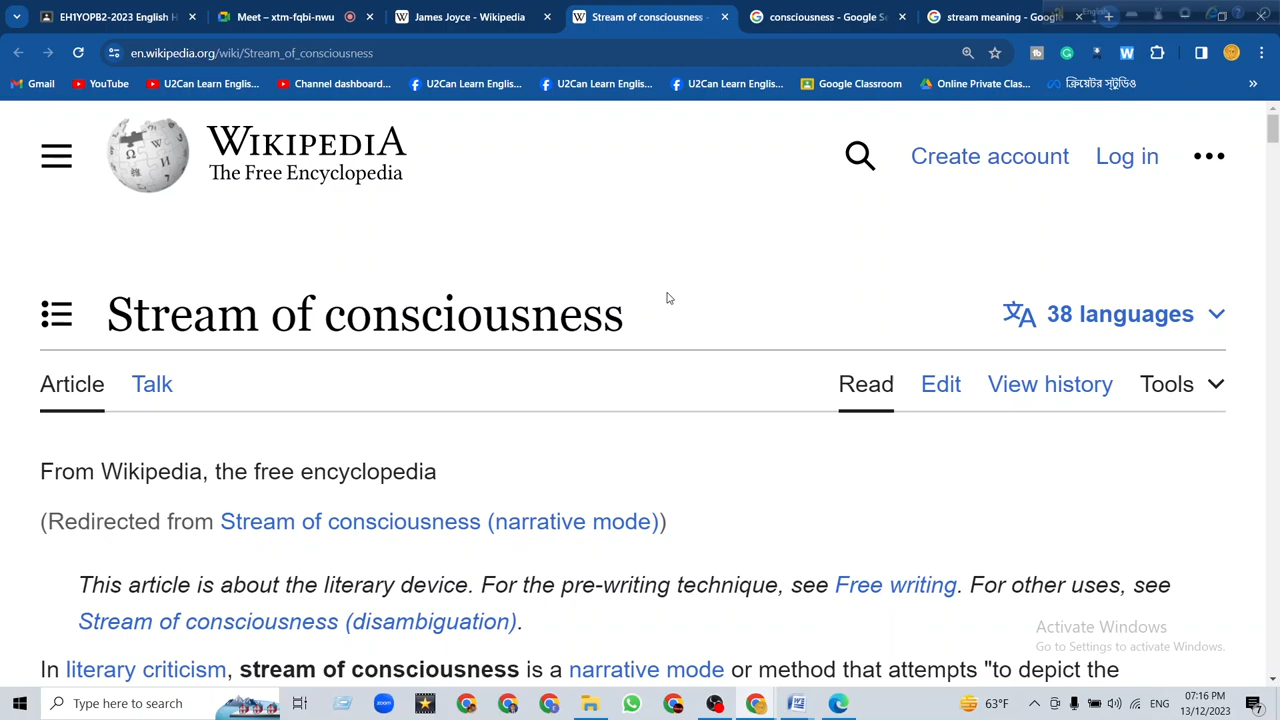 EH1YOPB2-2023 English H
Meet – xtm-fqbi-nwu
James Joyce - Wikipedia
Stream of consciousness -
consciousness - Google Se
stream meaning - Goog
English
en.wikipedia.org/wiki/Stream_of_consciousness
Gmail
YouTube
U2Can Learn Englis...
Channel dashboard...
U2Can Learn Englis...
U2Can Learn Englis...
U2Can Learn Englis...
Google Classroom
Online Private Clas...
ক্রিয়েটর স্টুডিও
»
WIKIPEDIA
The Free Encyclopedia
Create account
Log in
Stream of consciousness
38 languages
Article
Talk
Read
Edit
View history
Tools
From Wikipedia, the free encyclopedia
(Redirected from Stream of consciousness (narrative mode))
This article is about the literary device. For the pre-writing technique, see Free writing. For other uses, see
Stream of consciousness (disambiguation).
In literary criticism, stream of consciousness is a narrative mode or method that attempts "to depict the
Activate Windows
Go to Settings to activate Windows.
Type here to search
zoom
63°F
ENG
07:16 PM
13/12/2023
7